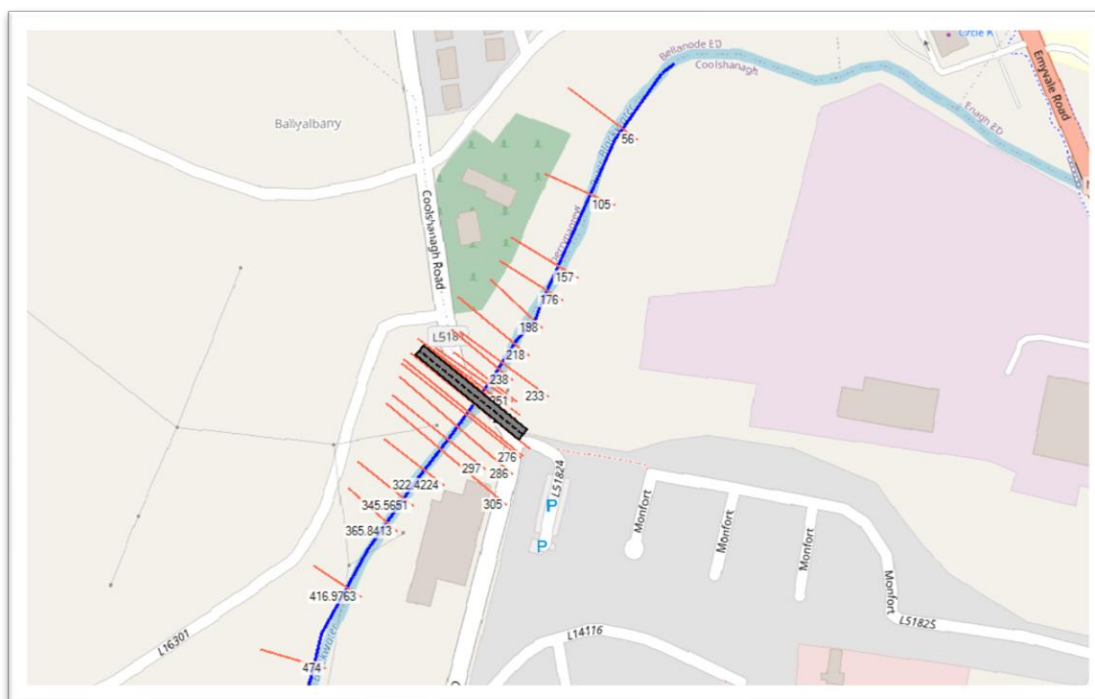 Circle K
Emyvale Road
Bellanode ED
Coolshanagh
Enagh ED
Ballyalbany
Coolshanagh Road
56
105
157
176
198
218
238
233
251
L5181
276
297
286
305
322.4224
345.5651
365.8413
416.9763
474
L51824
P
P
Monfort
Monfort
Monfort
Monfort
L51825
L14116
L16301